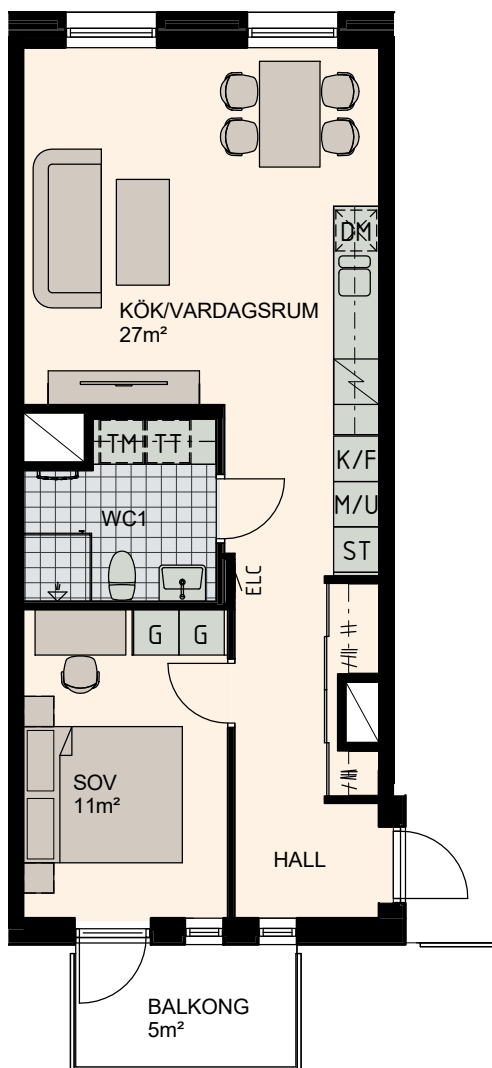 DM
KÖK/VARDAGSRUM
27m²
TM TT
K/F
WC1
M/U
ST
ELC
G G
SOV
11m²
HALL
BALKONG
5m²